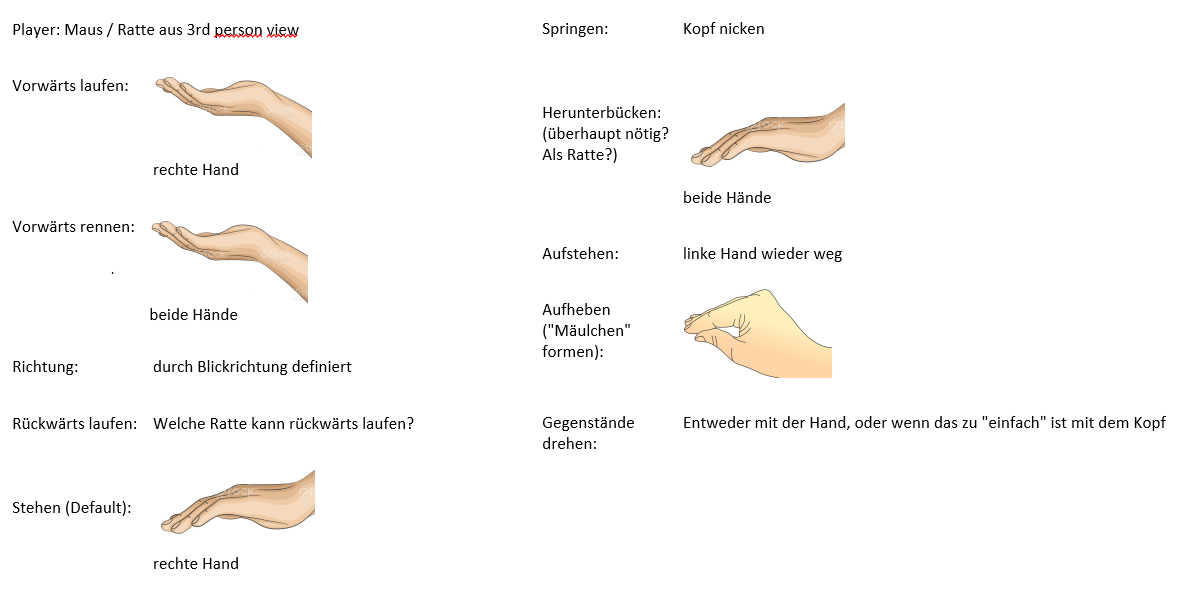 Player: Maus / Ratte aus 3rd person view
Vorwärts laufen:
rechte Hand
Vorwärts rennen:
beide Hände
Richtung: durch Blickrichtung definiert
Rückwärts laufen: Welche Ratte kann rückwärts laufen?
Stehen (Default):
rechte Hand
Springen: Kopf nicken
Herunterbücken:
(überhaupt nötig?
Als Ratte?)
beide Hände
Aufstehen: linke Hand wieder weg
Aufheben
("Mäulchen"
formen):
Gegenstände
drehen:
Entweder mit der Hand, oder wenn das zu "einfach" ist mit dem Kopf